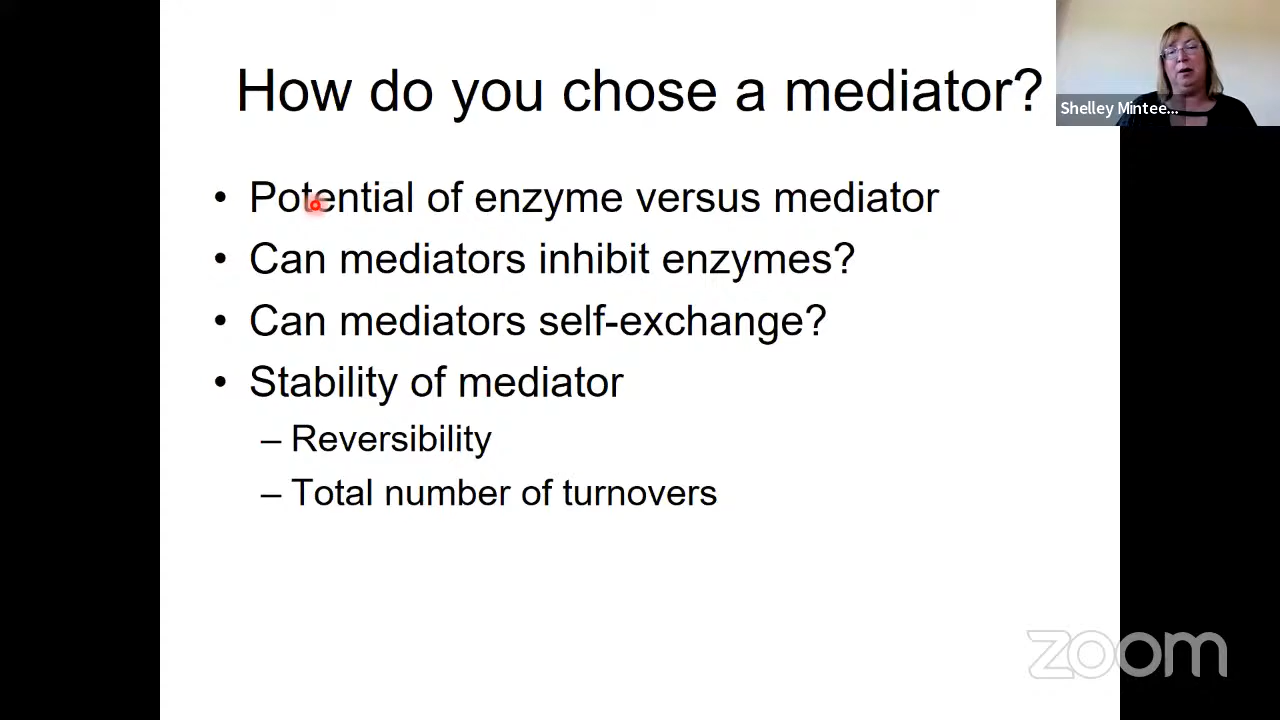 How do you chose a mediator?
Shelley Mintee...
• Potential of enzyme versus mediator
• Can mediators inhibit enzymes?
• Can mediators self-exchange?
• Stability of mediator
– Reversibility
– Total number of turnovers
zoom